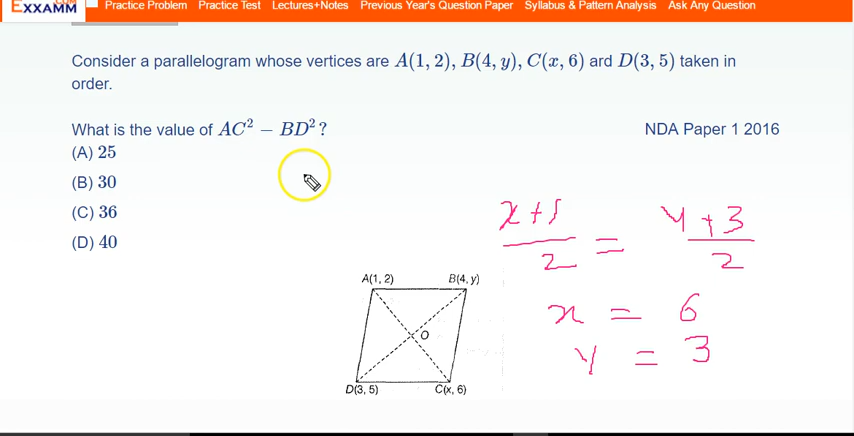 EXXAMM .COM Practice Problem Practice Test Lectures+Notes Previous Year's Question Paper Syllabus & Pattern Analysis Ask Any Question
Consider a parallelogram whose vertices are A(1, 2), B(4, y), C(x, 6) ard D(3, 5) taken in
order.
What is the value of AC² − BD²?
NDA Paper 1 2016
(A) 25
(B) 30
(C) 36
(D) 40
x+1/2 = 4+3/2
x = 6
y = 3
A(1, 2) B(4, y)
O
D(3, 5) C(x, 6)